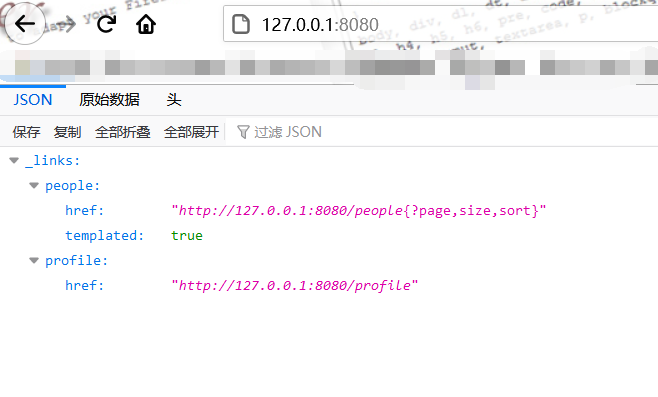 127.0.0.1:8080
JSON 原始数据 头
保存 复制 全部折叠 全部展开 过滤 JSON
_links:
people:
href: "http://127.0.0.1:8080/people{?page,size,sort}"
templated: true
profile:
href: "http://127.0.0.1:8080/profile"